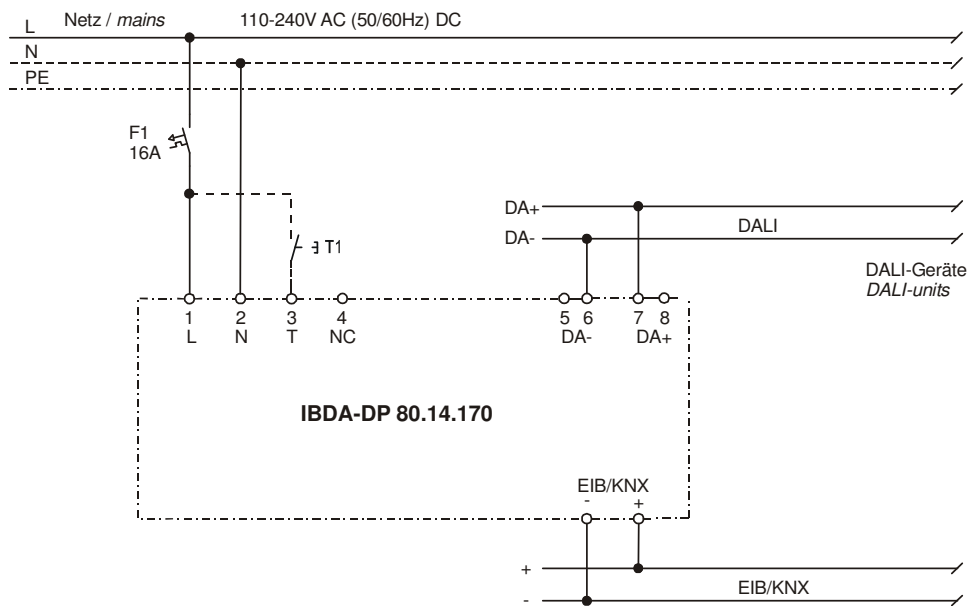 L Netz / mains 110-240V AC (50/60Hz) DC
N
PE
F1
16A
T1
DA+
DALI
DA-
DALI-Geräte
DALI-units
1 2 3 4 5 6 7 8
L N T NC DA- DA+
IBDA-DP 80.14.170
EIB/KNX
- +
+
EIB/KNX
-